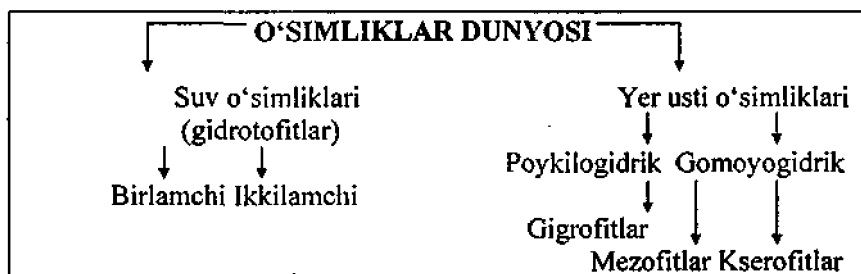 O‘SIMLIKLAR DUNYOSI
Suv o‘simliklari
(gidrotofitlar)
Yer usti o‘simliklari
Birlamchi Ikkilamchi
Poykilogidrik Gomoyogidrik
Gigrofitlar
Mezofitlar Kserofitlar